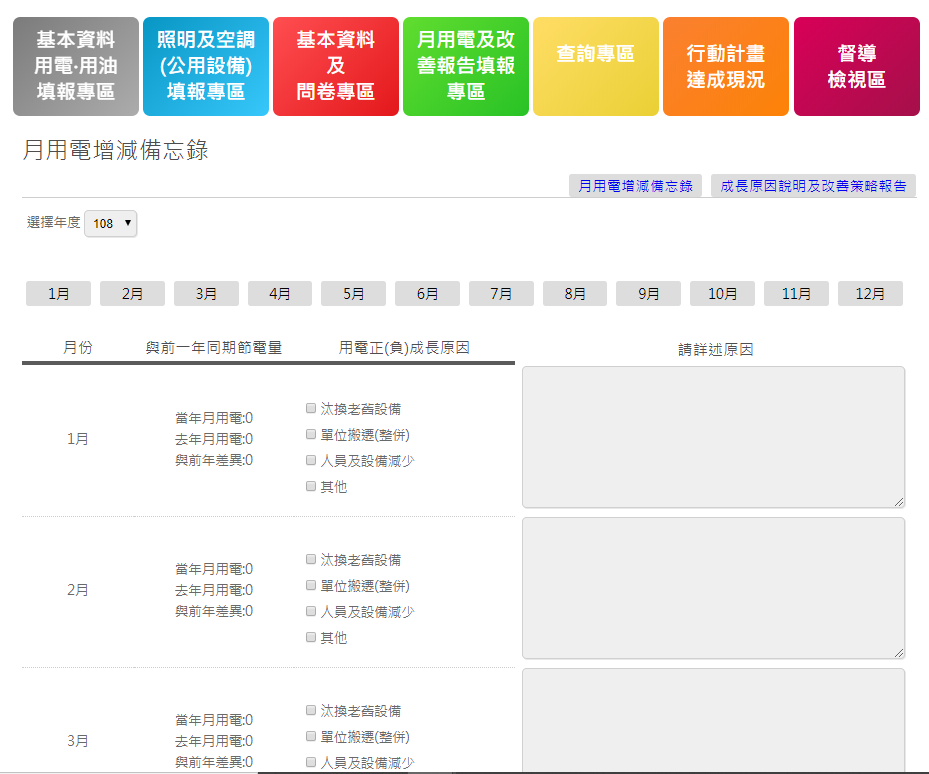 基本資料
用電·用油
填報專區
照明及空調
(公用設備)
填報專區
基本資料
及
問卷專區
月用電及改
善報告填報
專區
查詢專區
行動計畫
達成現況
督導
檢視區
月用電增減備忘錄
月用電增減備忘錄 成長原因說明及改善策略報告
選擇年度 108
1月 2月 3月 4月 5月 6月 7月 8月 9月 10月 11月 12月
月份 與前一年同期節電量 用電正(負)成長原因 請詳述原因
1月
當年月用電:0
去年月用電:0
與前年差異:0
汰換老舊設備
單位搬遷(整併)
人員及設備減少
其他
2月
當年月用電:0
去年月用電:0
與前年差異:0
汰換老舊設備
單位搬遷(整併)
人員及設備減少
其他
3月
當年月用電:0
去年月用電:0
與前年差異:0
汰換老舊設備
單位搬遷(整併)
人員及設備減少